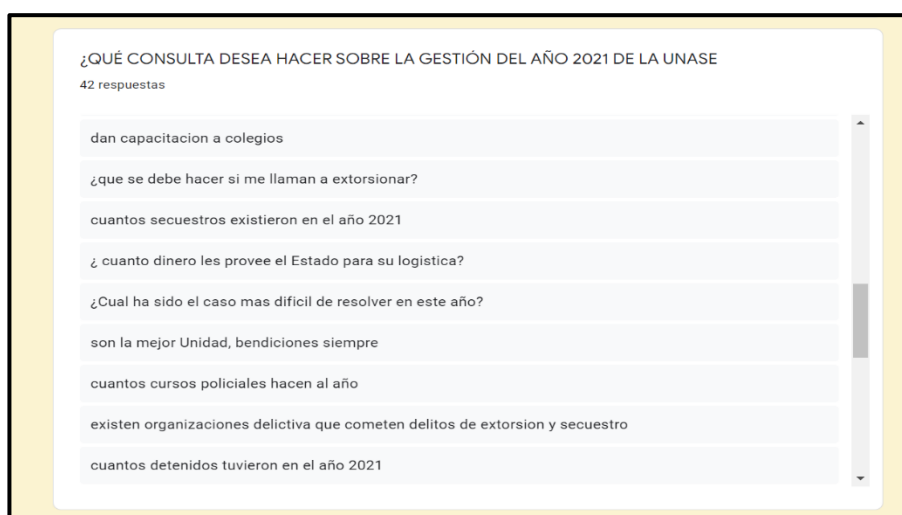 ¿QUÉ CONSULTA DESEA HACER SOBRE LA GESTIÓN DEL AÑO 2021 DE LA UNASE
42 respuestas
dan capacitacion a colegios
¿que se debe hacer si me llaman a extorsionar?
cuantos secuestros existieron en el año 2021
¿ cuanto dinero les provee el Estado para su logistica?
¿Cual ha sido el caso mas dificil de resolver en este año?
son la mejor Unidad, bendiciones siempre
cuantos cursos policiales hacen al año
existen organizaciones delictiva que cometen delitos de extorsion y secuestro
cuantos detenidos tuvieron en el año 2021